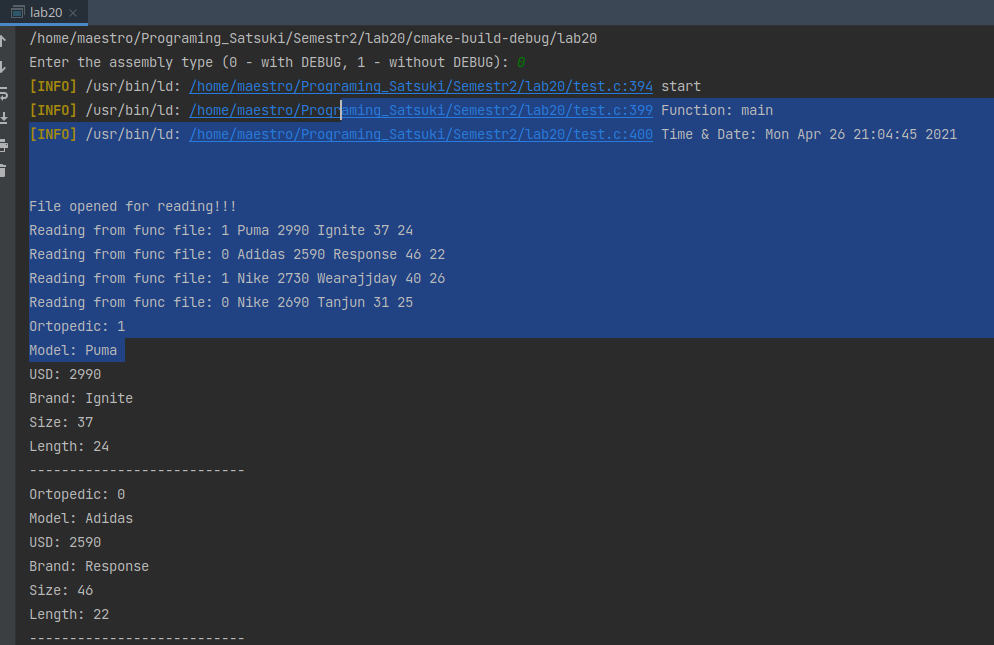 lab20
/home/maestro/Programing_Satsuki/Semestr2/lab20/cmake-build-debug/lab20
Enter the assembly type (0 - with DEBUG, 1 - without DEBUG): 0
[INFO] /usr/bin/ld: /home/maestro/Programing_Satsuki/Semestr2/lab20/test.c:394 start
[INFO] /usr/bin/ld: /home/maestro/Programing_Satsuki/Semestr2/lab20/test.c:399 Function: main
[INFO] /usr/bin/ld: /home/maestro/Programing_Satsuki/Semestr2/lab20/test.c:400 Time & Date: Mon Apr 26 21:04:45 2021
File opened for reading!!!
Reading from func file: 1 Puma 2990 Ignite 37 24
Reading from func file: 0 Adidas 2590 Response 46 22
Reading from func file: 1 Nike 2730 Wearajjday 40 26
Reading from func file: 0 Nike 2690 Tanjun 31 25
Ortopedic: 1
Model: Puma
USD: 2990
Brand: Ignite
Size: 37
Length: 24
---------------------------
Ortopedic: 0
Model: Adidas
USD: 2590
Brand: Response
Size: 46
Length: 22
---------------------------